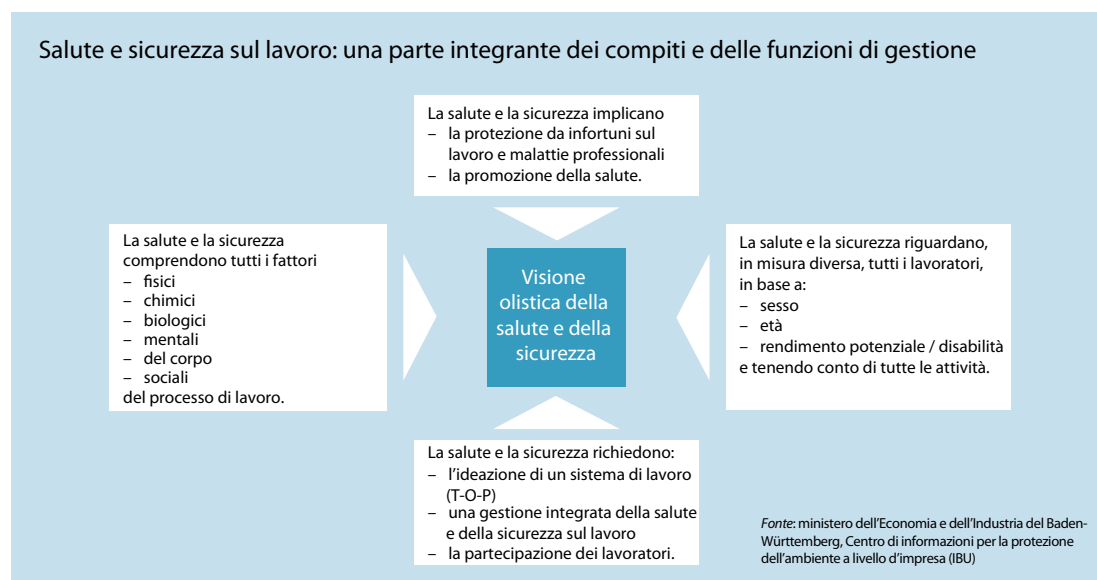 Salute e sicurezza sul lavoro: una parte integrante dei compiti e delle funzioni di gestione
La salute e la sicurezza implicano
– la protezione da infortuni sul
lavoro e malattie professionali
– la promozione della salute.
La salute e la sicurezza
comprendono tutti i fattori
– fisici
– chimici
– biologici
– mentali
– del corpo
– sociali
del processo di lavoro.
Visione
olistica della
salute e della
sicurezza
La salute e la sicurezza riguardano,
in misura diversa, tutti i lavoratori,
in base a:
– sesso
– età
– rendimento potenziale / disabilità
e tenendo conto di tutte le attività.
La salute e la sicurezza richiedono:
– l’ideazione di un sistema di lavoro
(T-O-P)
– una gestione integrata della salute
e della sicurezza sul lavoro
– la partecipazione dei lavoratori.
Fonte: ministero dell’Economia e dell’Industria del Baden-
Württemberg, Centro di informazioni per la protezione
dell’ambiente a livello d’impresa (IBU)